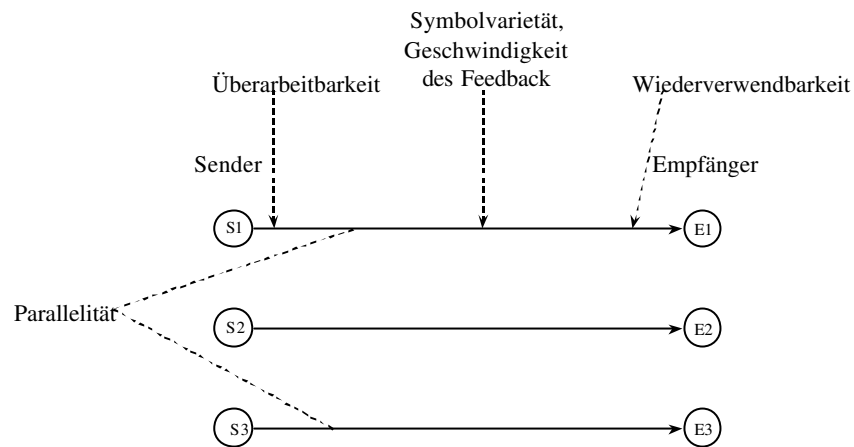 Symbolvarietät,
Geschwindigkeit
des Feedback
Überarbeitbarkeit
Wiederverwendbarkeit
Sender
Empfänger
S1
E1
Parallelität
S2
E2
S3
E3